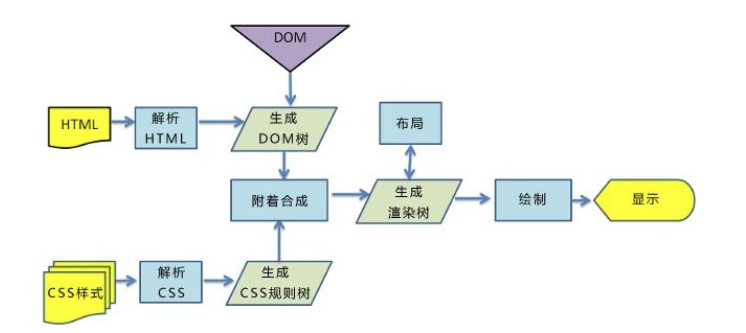 DOM
HTML
解析
HTML
生成
DOM树
布局
附着合成
生成
渲染树
绘制
显示
CSS样式
解析
CSS
生成
CSS规则树